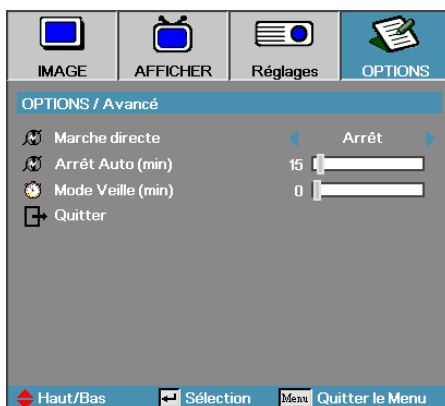 IMAGE AFFICHER Réglages OPTIONS
OPTIONS / Avancé
Marche directe Arrêt
Arrêt Auto (min) 15
Mode Veille (min) 0
Quitter
Haut/Bas Sélection Menu Quitter le Menu